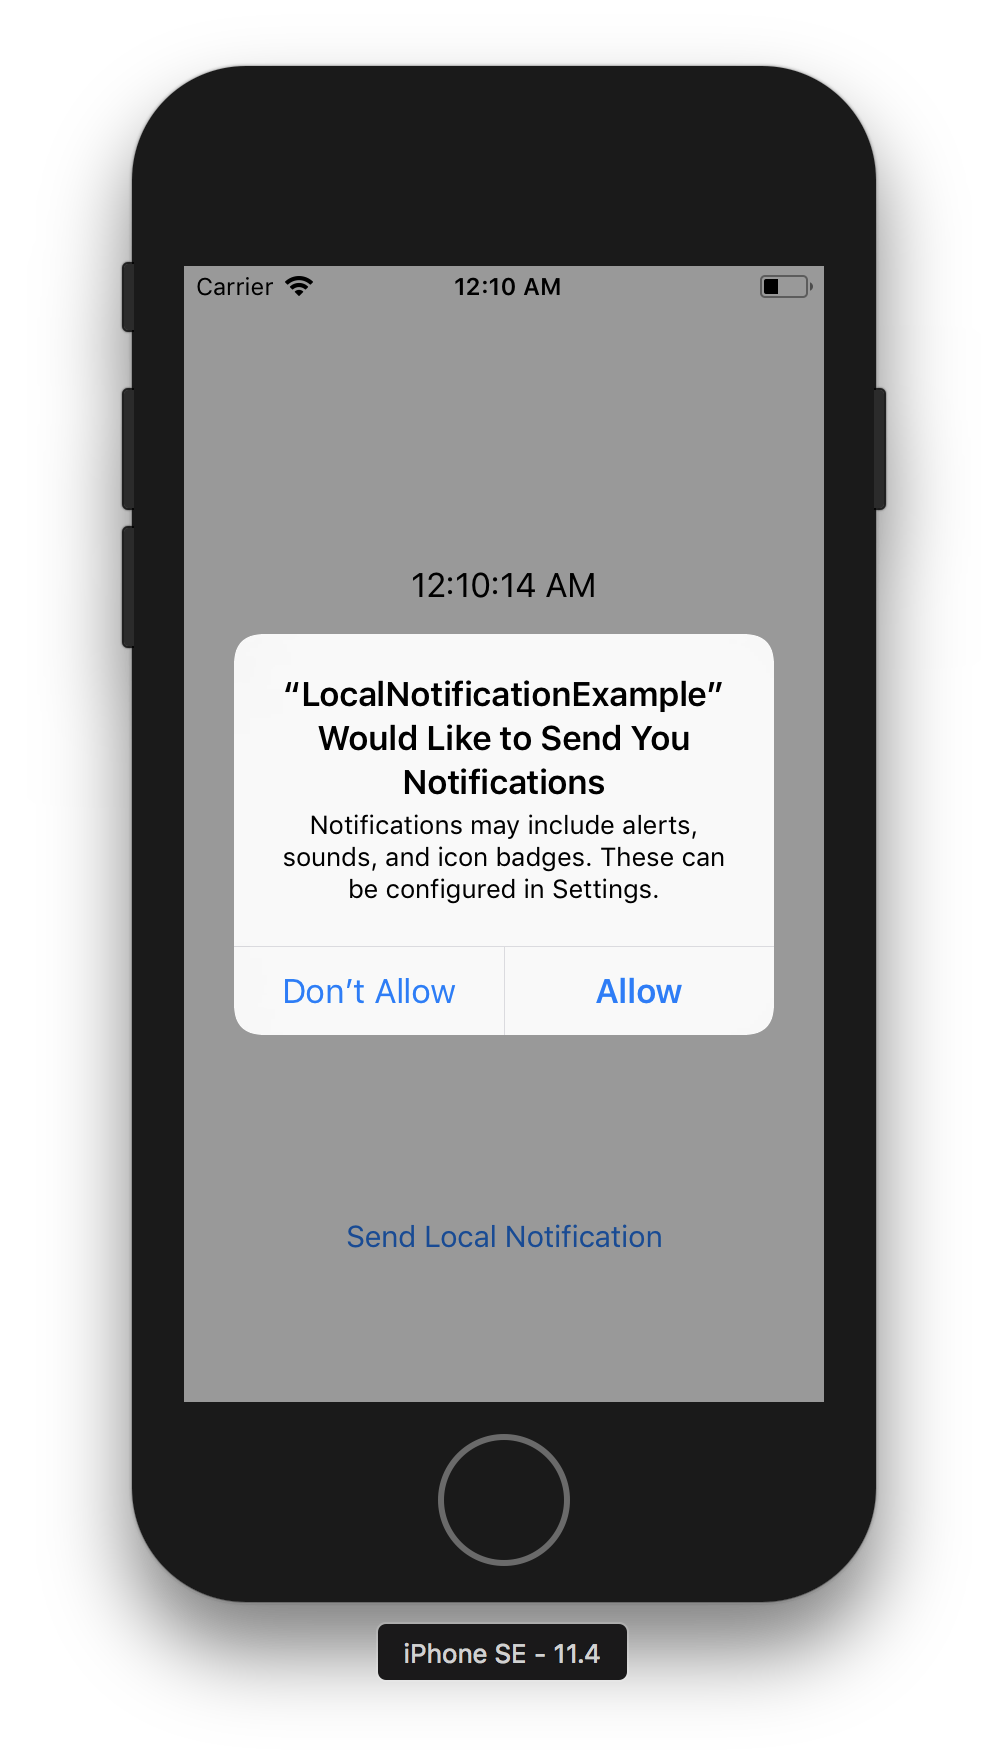 Carrier 12:10 AM
12:10:14 AM
“LocalNotificationExample”
Would Like to Send You
Notifications
Notifications may include alerts,
sounds, and icon badges. These can
be configured in Settings.
Don’t Allow Allow
Send Local Notification
iPhone SE - 11.4